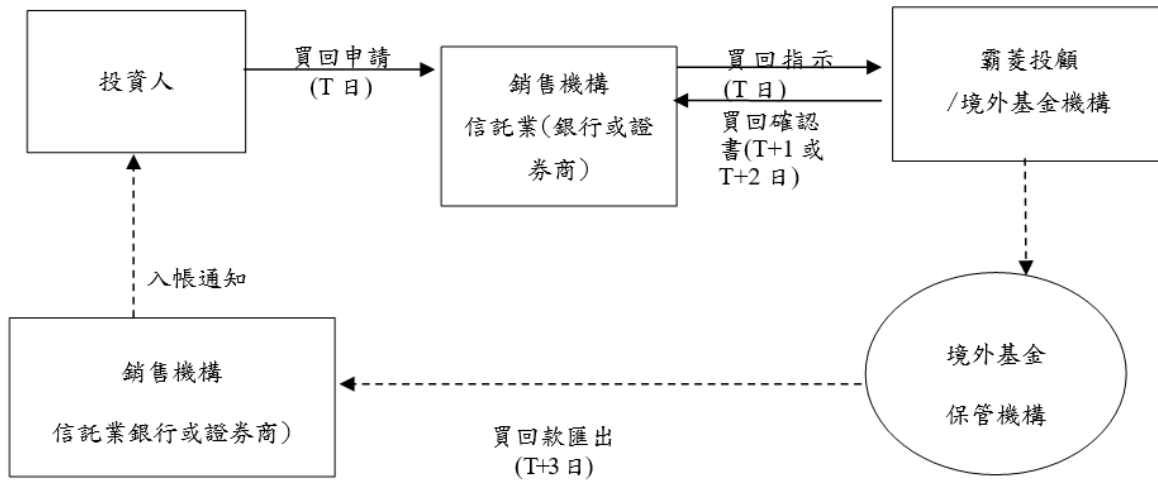 投資人
買回申請
(T 日)
銷售機構
信託業(銀行或證
券商)
買回指示
(T 日)
買回確認
書(T+1 或
T+2 日)
霸菱投顧
/境外基金機構
入帳通知
銷售機構
信託業銀行或證券商)
買回款匯出
(T+3 日)
境外基金
保管機構